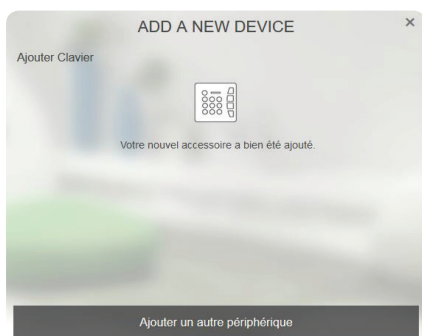 ADD A NEW DEVICE
×
Ajouter Clavier
Votre nouvel accessoire a bien été ajouté.
Ajouter un autre périphérique